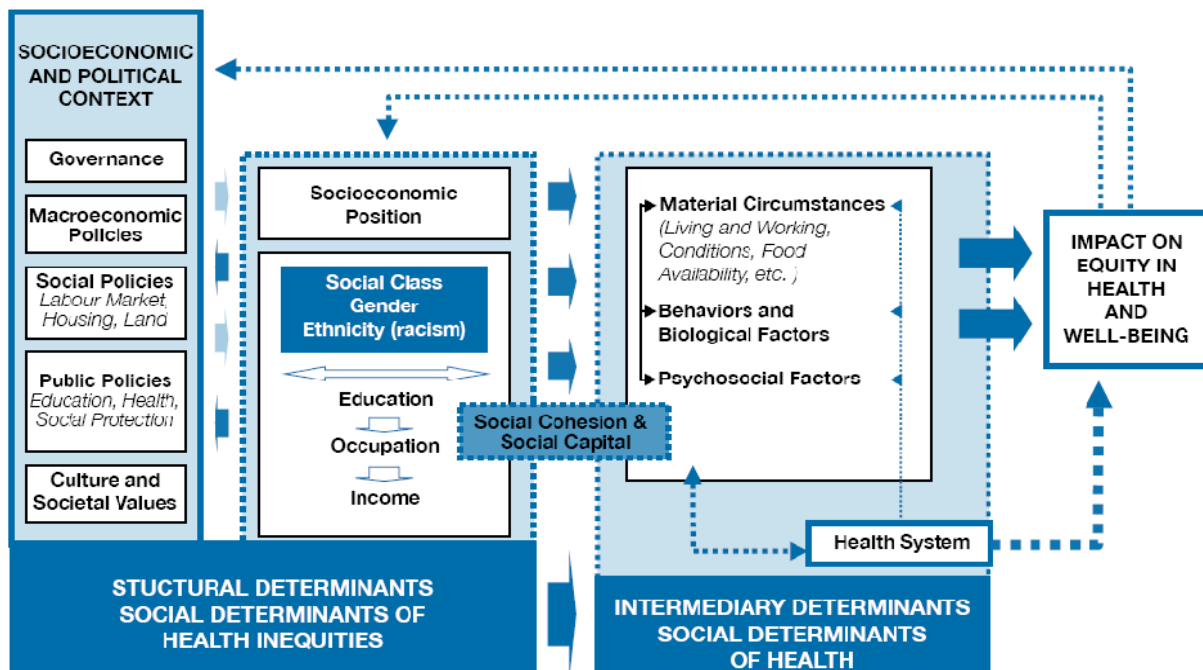 SOCIOECONOMIC
AND POLITICAL
CONTEXT
Governance
Macroeconomic
Policies
Social Policies
Labour Market,
Housing, Land
Public Policies
Education, Health,
Social Protection
Culture and
Societal Values
Socioeconomic
Position
Social Class
Gender
Ethnicity (racism)
Education
Occupation
Income
Social Cohesion &
Social Capital
Material Circumstances
(Living and Working,
Conditions, Food
Availability, etc. )
Behaviors and
Biological Factors
Psychosocial Factors
Health System
IMPACT ON
EQUITY IN
HEALTH
AND
WELL-BEING
STUCTURAL DETERMINANTS
SOCIAL DETERMINANTS OF
HEALTH INEQUITIES
INTERMEDIARY DETERMINANTS
SOCIAL DETERMINANTS
OF HEALTH